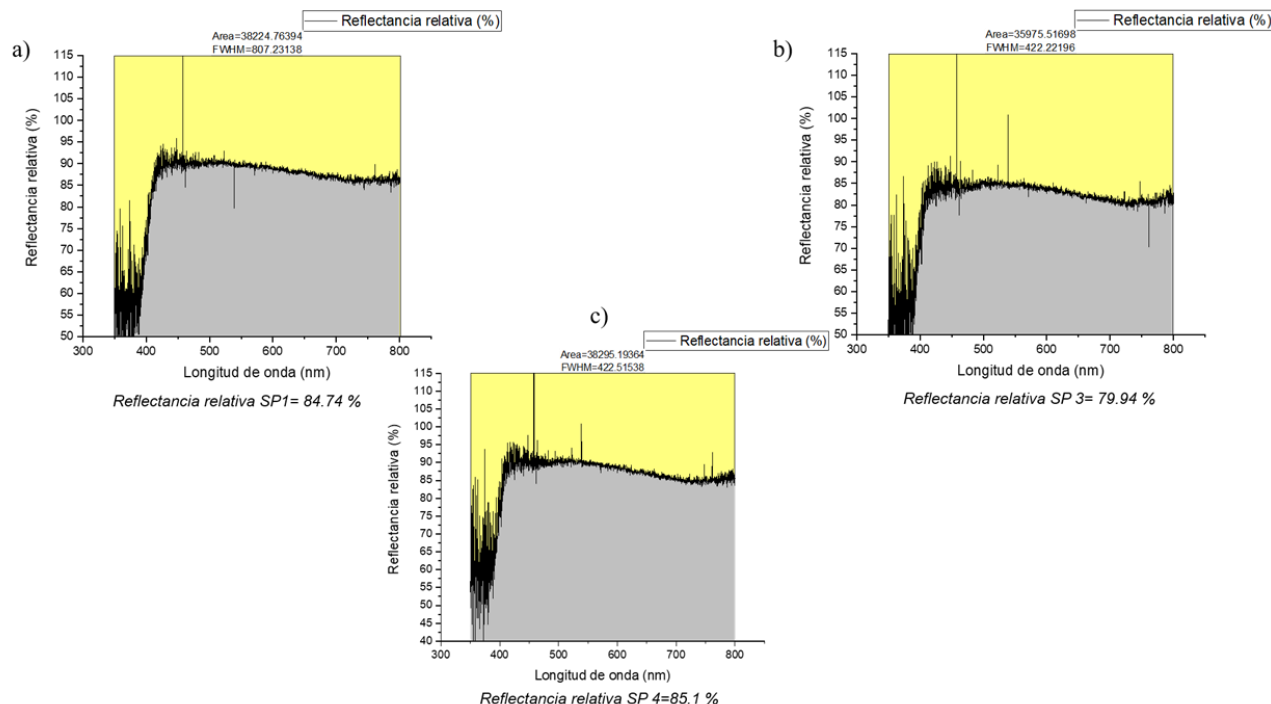 a)
Reflectancia relativa (%)
Area=38224.76394
FWHM=807.23138
115
110
105
100
95
90
85
80
75
70
65
60
55
50
Reflectancia relativa (%)
300 400 500 600 700 800
Longitud de onda (nm)
Reflectancia relativa SP1= 84.74 %
b)
Reflectancia relativa (%)
Area=35975.51698
FWHM=422.22196
115
110
105
100
95
90
85
80
75
70
65
60
55
50
Reflectancia relativa (%)
300 400 500 600 700 800
Longitud de onda (nm)
Reflectancia relativa SP 3= 79.94 %
c)
Reflectancia relativa (%)
Area=38295.19364
FWHM=422.51538
115
110
105
100
95
90
85
80
75
70
65
60
55
50
45
40
Reflectancia relativa (%)
300 400 500 600 700 800
Longitud de onda (nm)
Reflectancia relativa SP 4=85.1 %